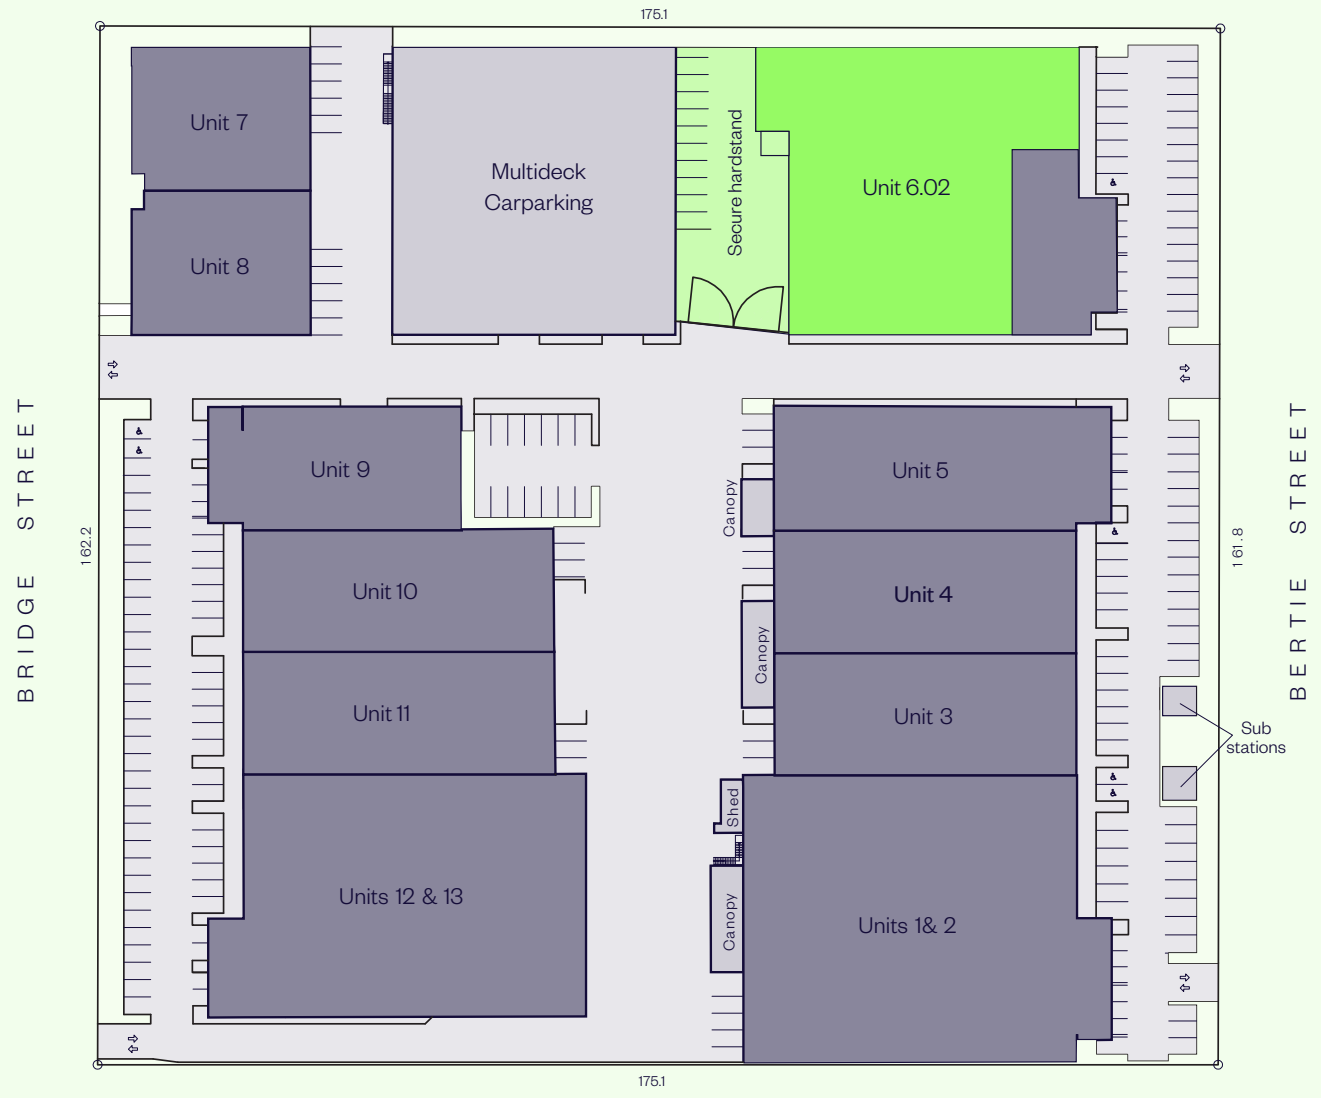 175.1
Unit 7
Multideck
Carparking
Secure hardstand
Unit 6.02
Unit 8
BRIDGE STREET
162.2
Unit 9
Canopy
Unit 5
BERTIE STREET
161.8
Unit 10
Unit 4
Canopy
Unit 11
Unit 3
Sub
stations
Shed
Units 12 & 13
Canopy
Units 1& 2
175.1